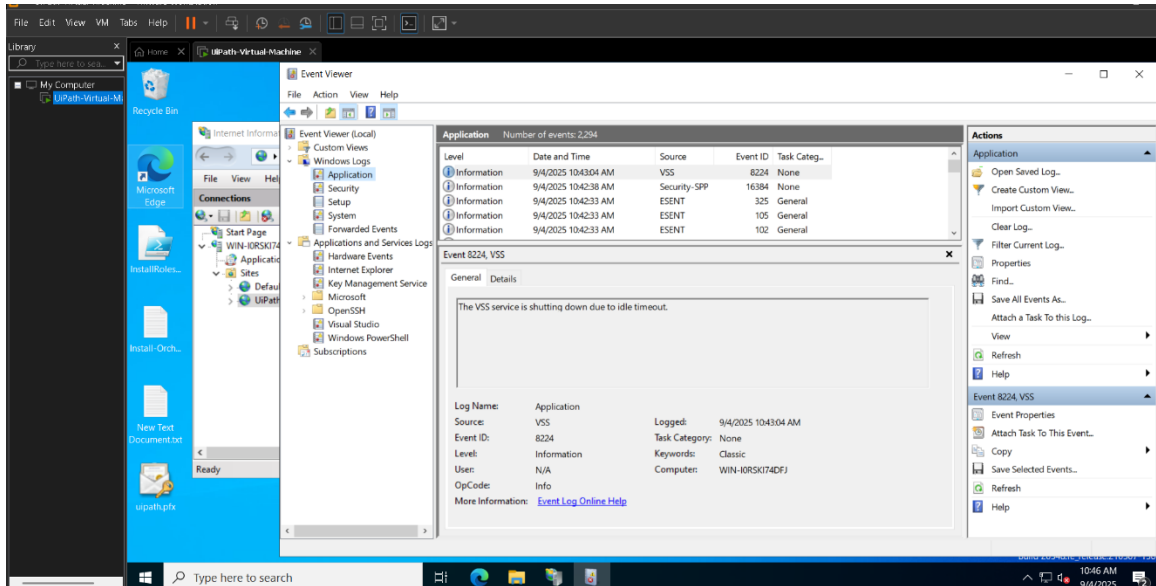 File Edit View VM Tabs Help
Library x
Type here to sea...
My Computer
UiPath-Virtual-Mi
Home X UiPath-Virtual-Machine X
Recycle Bin
Microsoft Edge
InstallRoles...
Install-Orch...
New Text Document.txt
uipath.pfx
Internet Informat
File View Hel
Connections
Start Page
WIN-I0RSKI74
Applicatic
Sites
Defaul
UiPath
Ready
Event Viewer
File Action View Help
Event Viewer (Local)
Custom Views
Windows Logs
Application
Security
Setup
System
Forwarded Events
Applications and Services Logs
Hardware Events
Internet Explorer
Key Management Service
Microsoft
OpenSSH
Visual Studio
Windows PowerShell
Subscriptions
Application Number of events: 2,294
Level Date and Time Source Event ID Task Categ...
Information 9/4/2025 10:43:04 AM VSS 8224 None
Information 9/4/2025 10:42:38 AM Security-SPP 16384 None
Information 9/4/2025 10:42:33 AM ESENT 325 General
Information 9/4/2025 10:42:33 AM ESENT 105 General
Information 9/4/2025 10:42:33 AM ESENT 102 General
Event 8224, VSS
General Details
The VSS service is shutting down due to idle timeout.
Log Name: Application
Source: VSS Logged: 9/4/2025 10:43:04 AM
Event ID: 8224 Task Category: None
Level: Information Keywords: Classic
User: N/A Computer: WIN-I0RSKI74DFJ
OpCode: Info
More Information: Event Log Online Help
Actions
Application
Open Saved Log...
Create Custom View...
Import Custom View...
Clear Log...
Filter Current Log...
Properties
Find...
Save All Events As...
Attach a Task To this Log...
View
Refresh
Help
Event 8224, VSS
Event Properties
Attach Task To This Event...
Copy
Save Selected Events...
Refresh
Help
Type here to search
10:46 AM
9/4/2025